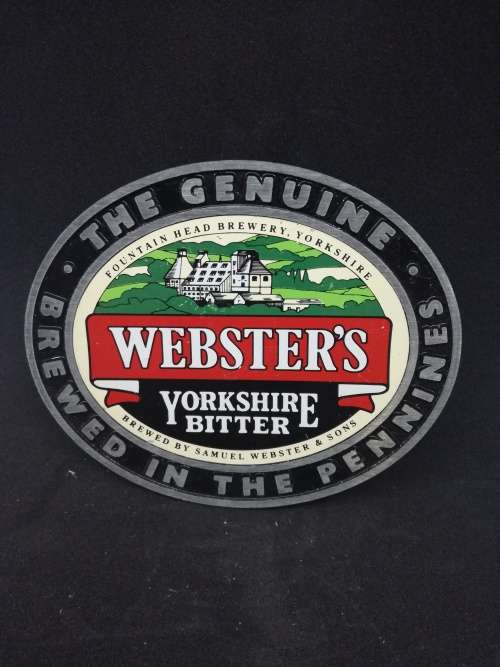 THE GENUINE
FOUNTAIN HEAD BREWERY, YORKSHIRE
WEBSTER'S
YORKSHIRE
BITTER
BREWED BY SAMUEL WEBSTER & SONS
BREWED IN THE PENNINES